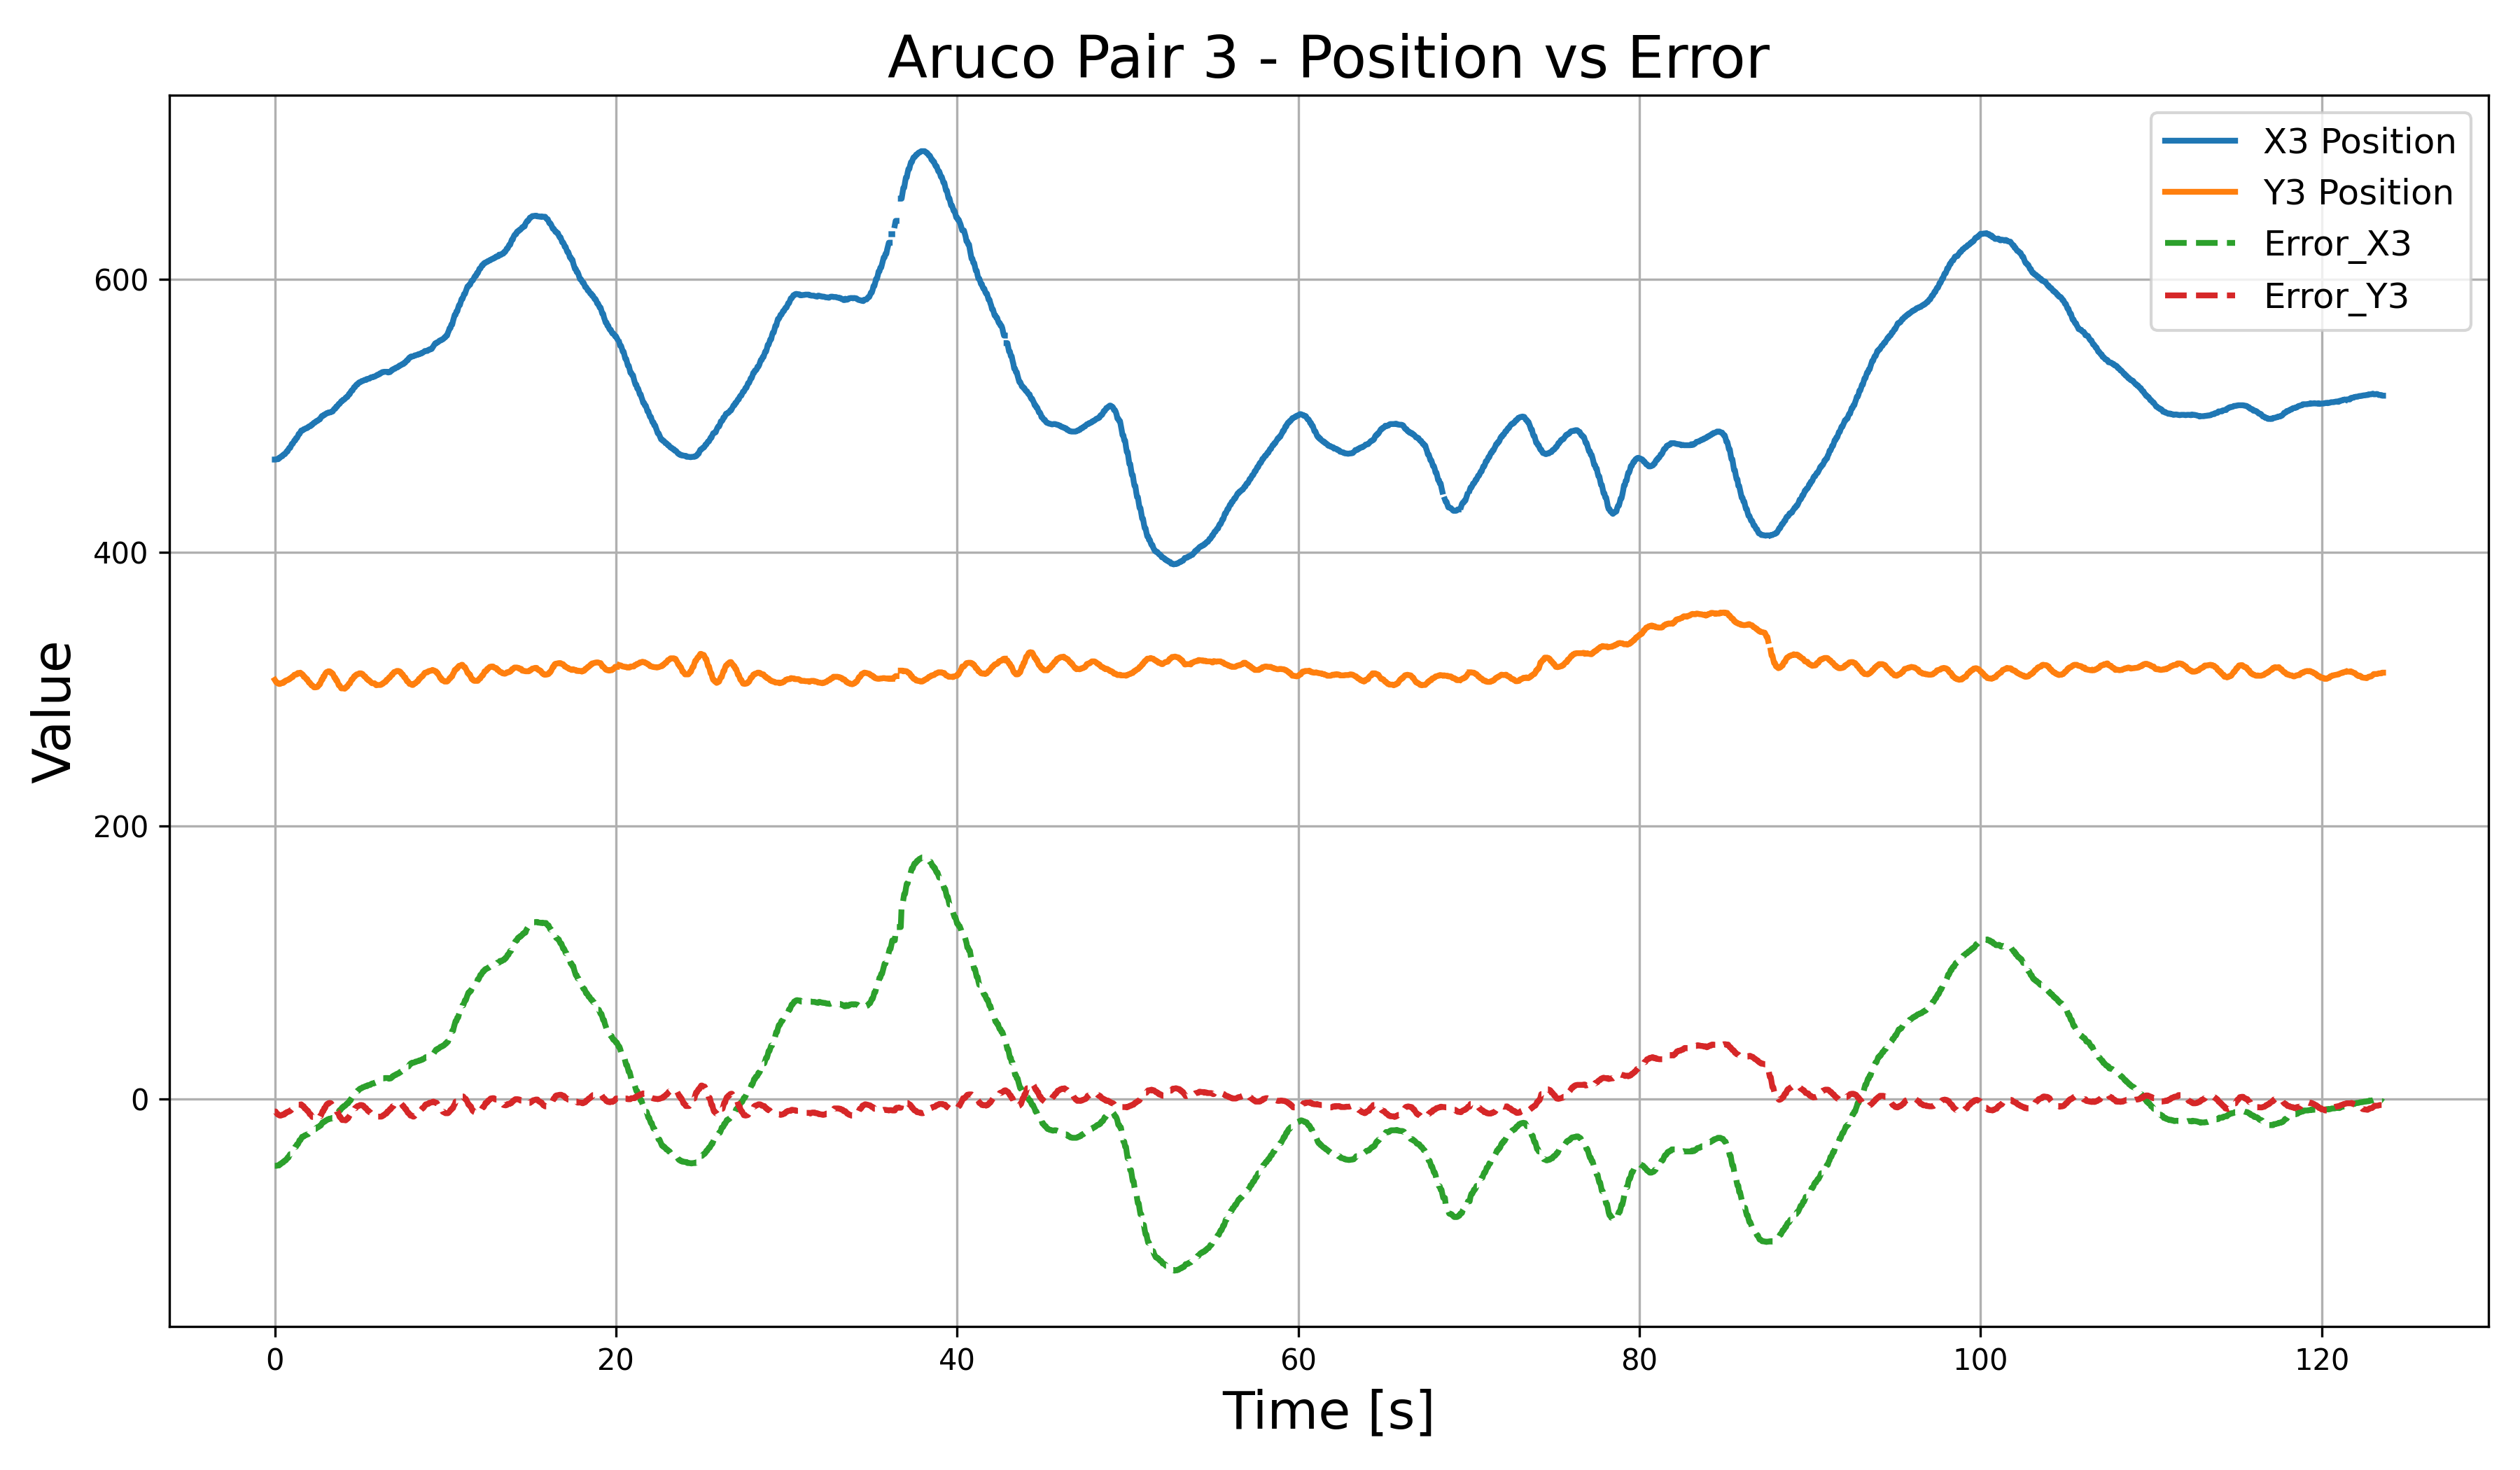 Aruco Pair 3 - Position vs Error
X3 Position
Y3 Position
Error_X3
Error_Y3
Value
600
400
200
0
0
20
40
60
80
100
120
Time [s]